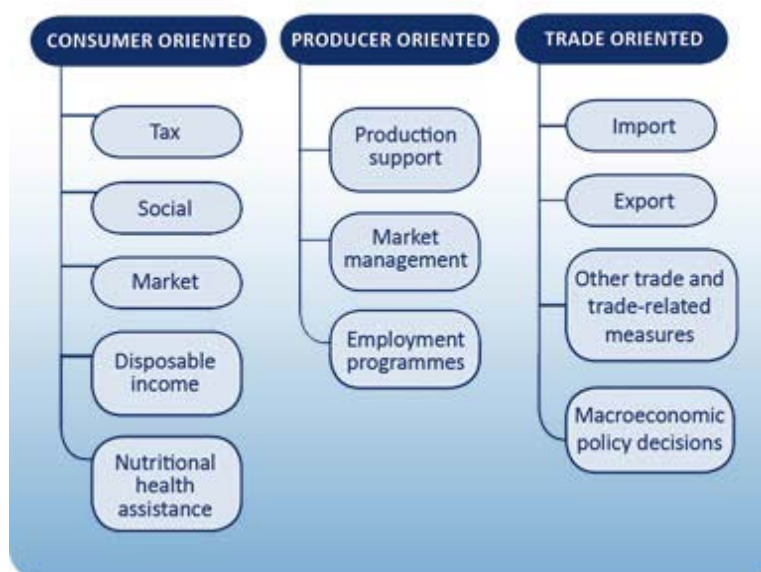 CONSUMER ORIENTED
Tax
Social
Market
Disposable
income
Nutritional
health
assistance
PRODUCER ORIENTED
Production
support
Market
management
Employment
programmes
TRADE ORIENTED
Import
Export
Other trade and
trade-related
measures
Macroeconomic
policy decisions